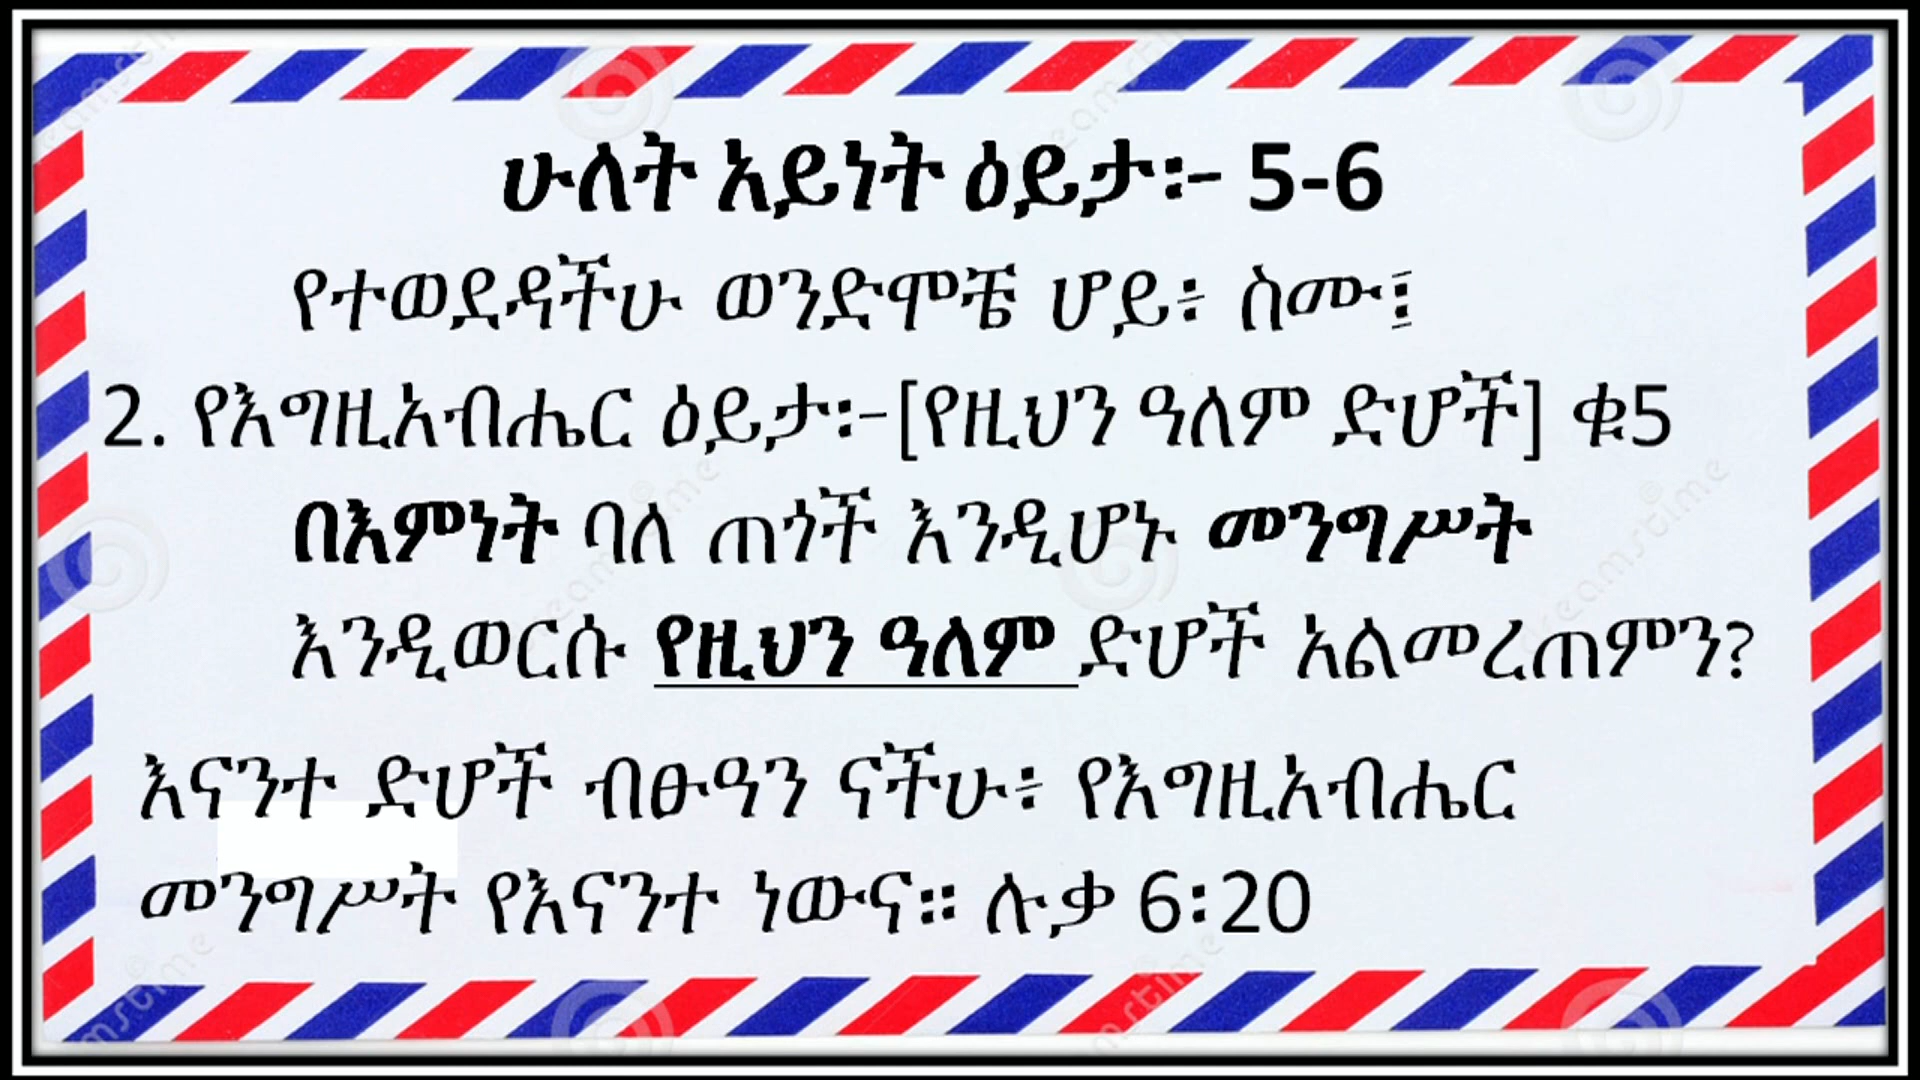 ሁለት አይነት ዕይታ፡- 5-6
የተወደዳችሁ ወንድሞቼ ሆይ፥ ስሙ፤
2. የእግዚአብሔር ዕይታ፡-[የዚህን ዓለም ድሆች] ቁ5
በእምነት ባለ ጠጎች እንዲሆኑ መንግሥት
እንዲወርሱ የዚህን ዓለም ድሆች አልመረጠምን?
እናንተ ድሆች ብፁዓን ናችሁ፥ የእግዚአብሔር
መንግሥት የእናንተ ነውና። ሉቃ 6፡20